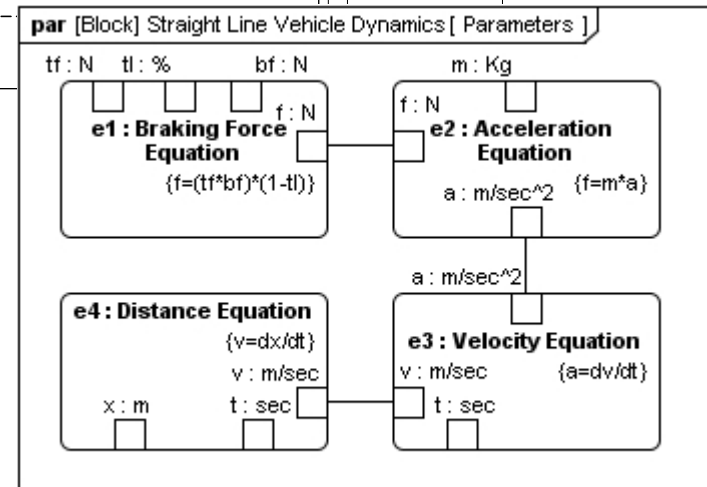 par [Block] Straight Line Vehicle Dynamics [ Parameters ]
tf : N tl : % bf : N
f : N
e1 : Braking Force
Equation
{f=(tf*bf)*(1-tl)}
m : Kg
f : N
e2 : Acceleration
Equation
{f=m*a}
a : m/sec^2
a : m/sec^2
e3 : Velocity Equation
{a=dv/dt}
v : m/sec
t : sec
e4 : Distance Equation
{v=dx/dt}
v : m/sec
x : m
t : sec